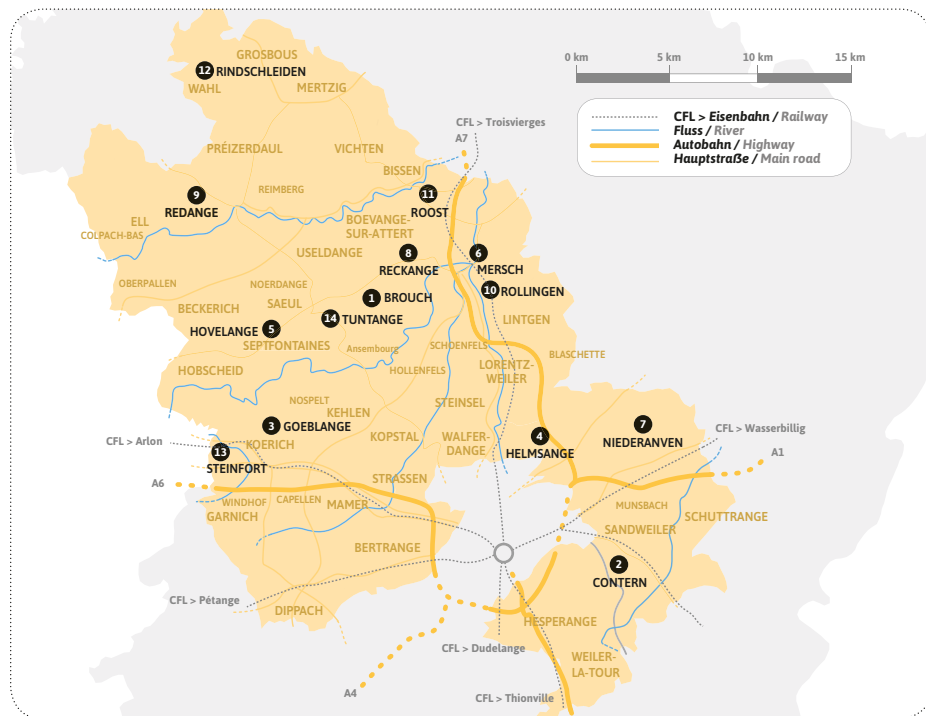 GROSBOUS
12 RINDSCHLEIDEN
WAHL
MERTZIG
0 km
5 km
10 km
15 km
CFL > Eisenbahn / Railway
Fluss / River
Autobahn / Highway
Hauptstraße / Main road
CFL > Troisvierges
A7
PRÉIZERDAUL
VICHTEN
BISSEN
REIMBERG
9
REDANGE
11
ROOST
ELL
COLPACH-BAS
BOEVANGE-
SUR-ATTERT
USELDANGE
8
RECKANGE
6
MERSCH
OBERPALLEN
NOERDANGE
10 ROLLINGEN
BECKERICH
SAEUL
1 BROUCH
14 TUNTANGE
LINTGEN
HOVELANGE 5
SEPTFONTAINES
Ansembourg
SCHOENFELS
BLASCHETTE
HOBSCHEID
HOLLENFELS
LORENTZ-
WEILER
NOSPELT
KEHLEN
STEINSEL
3 GOEBLANGE
KOPSTAL
WALFER-
DANGE
4
HELMSANGE
7
NIEDERANVEN
CFL > Wasserbillig
A1
CFL > Arlon
KOERICH
13
STEINFORT
A6
STRASSEN
WINDHOF
CAPELLEN
MAMER
GARNICH
MUNSBACH
SCHUTTRANGE
SANDWEILER
BERTRANGE
2
CONTERN
CFL > Pétange
DIPPACH
HESPERANGE
CFL > Dudelange
WEILER-
LA-TOUR
A4
CFL > Thionville